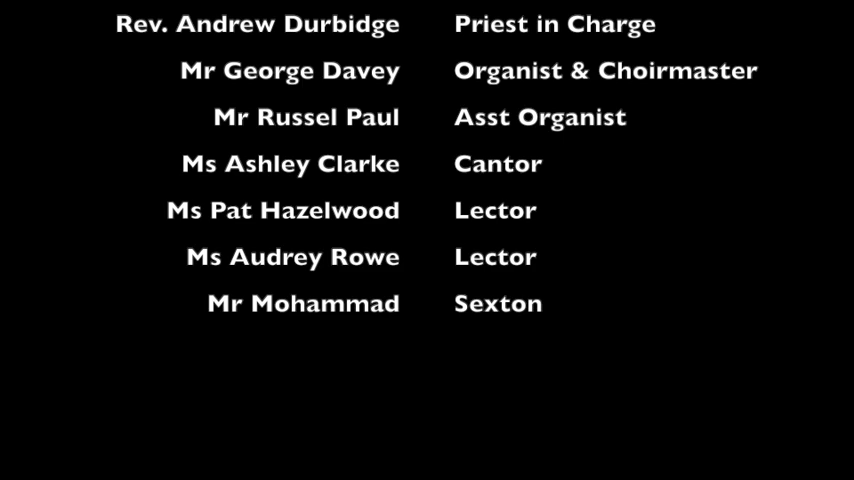 Rev. Andrew Durbidge Priest in Charge
Mr George Davey Organist & Choirmaster
Mr Russel Paul Asst Organist
Ms Ashley Clarke Cantor
Ms Pat Hazelwood Lector
Ms Audrey Rowe Lector
Mr Mohammad Sexton